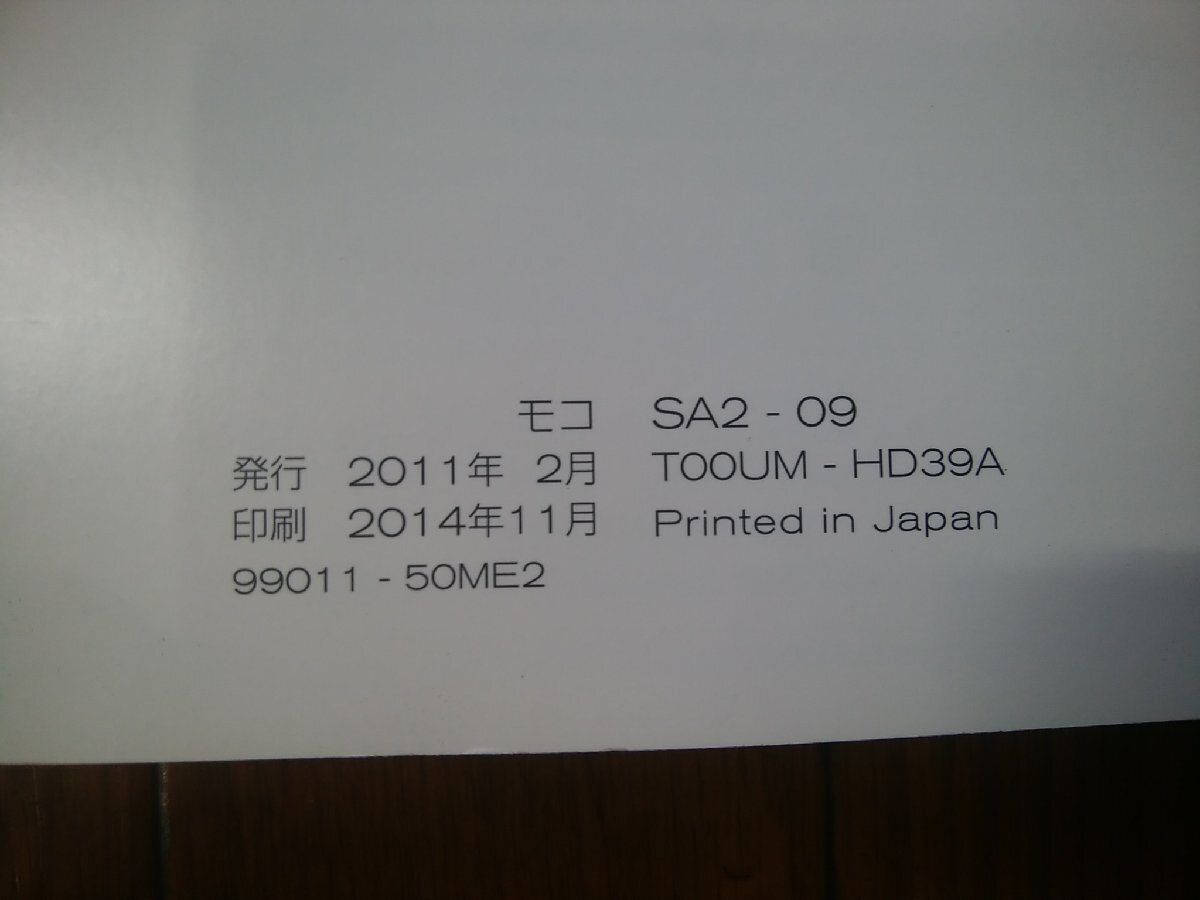 モコ SA2 - 09
発行 2011年 2月 T00UM - HD39A
印刷 2014年11月 Printed in Japan
99011 - 50ME2